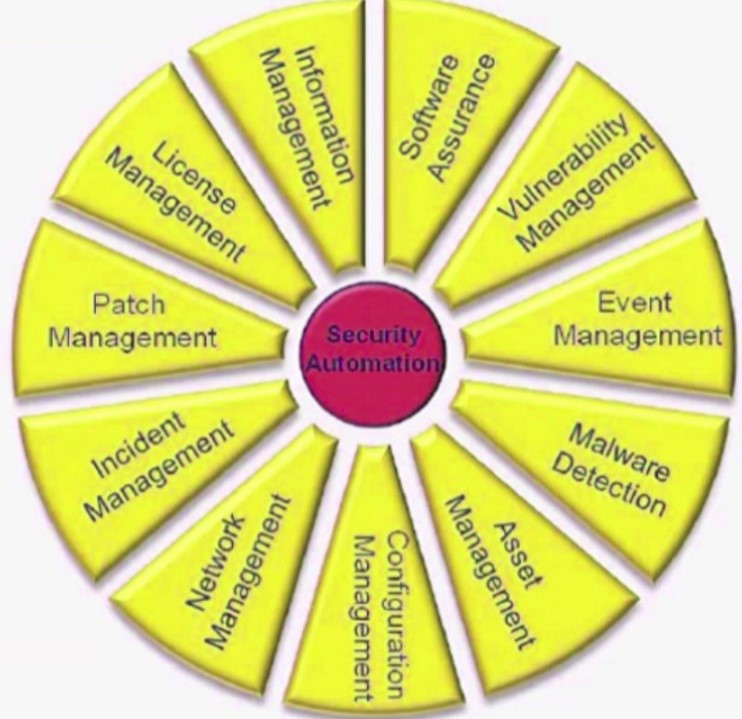 Security
Automation
Software
Assurance
Vulnerability
Management
Event
Management
Malware
Detection
Asset
Management
Configuration
Management
Network
Management
Incident
Management
Patch
Management
License
Management
Information
Management